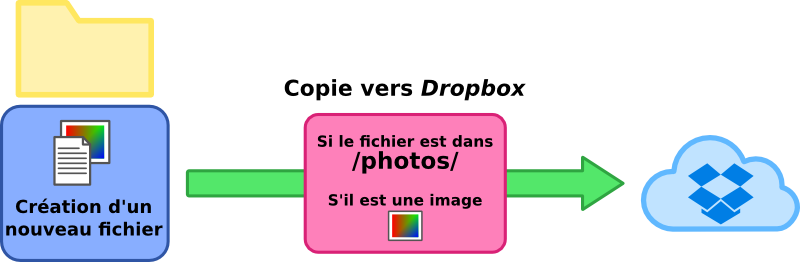 Copie vers Dropbox
Si le fichier est dans
/photos/
S'il est une image
Création d'un
nouveau fichier